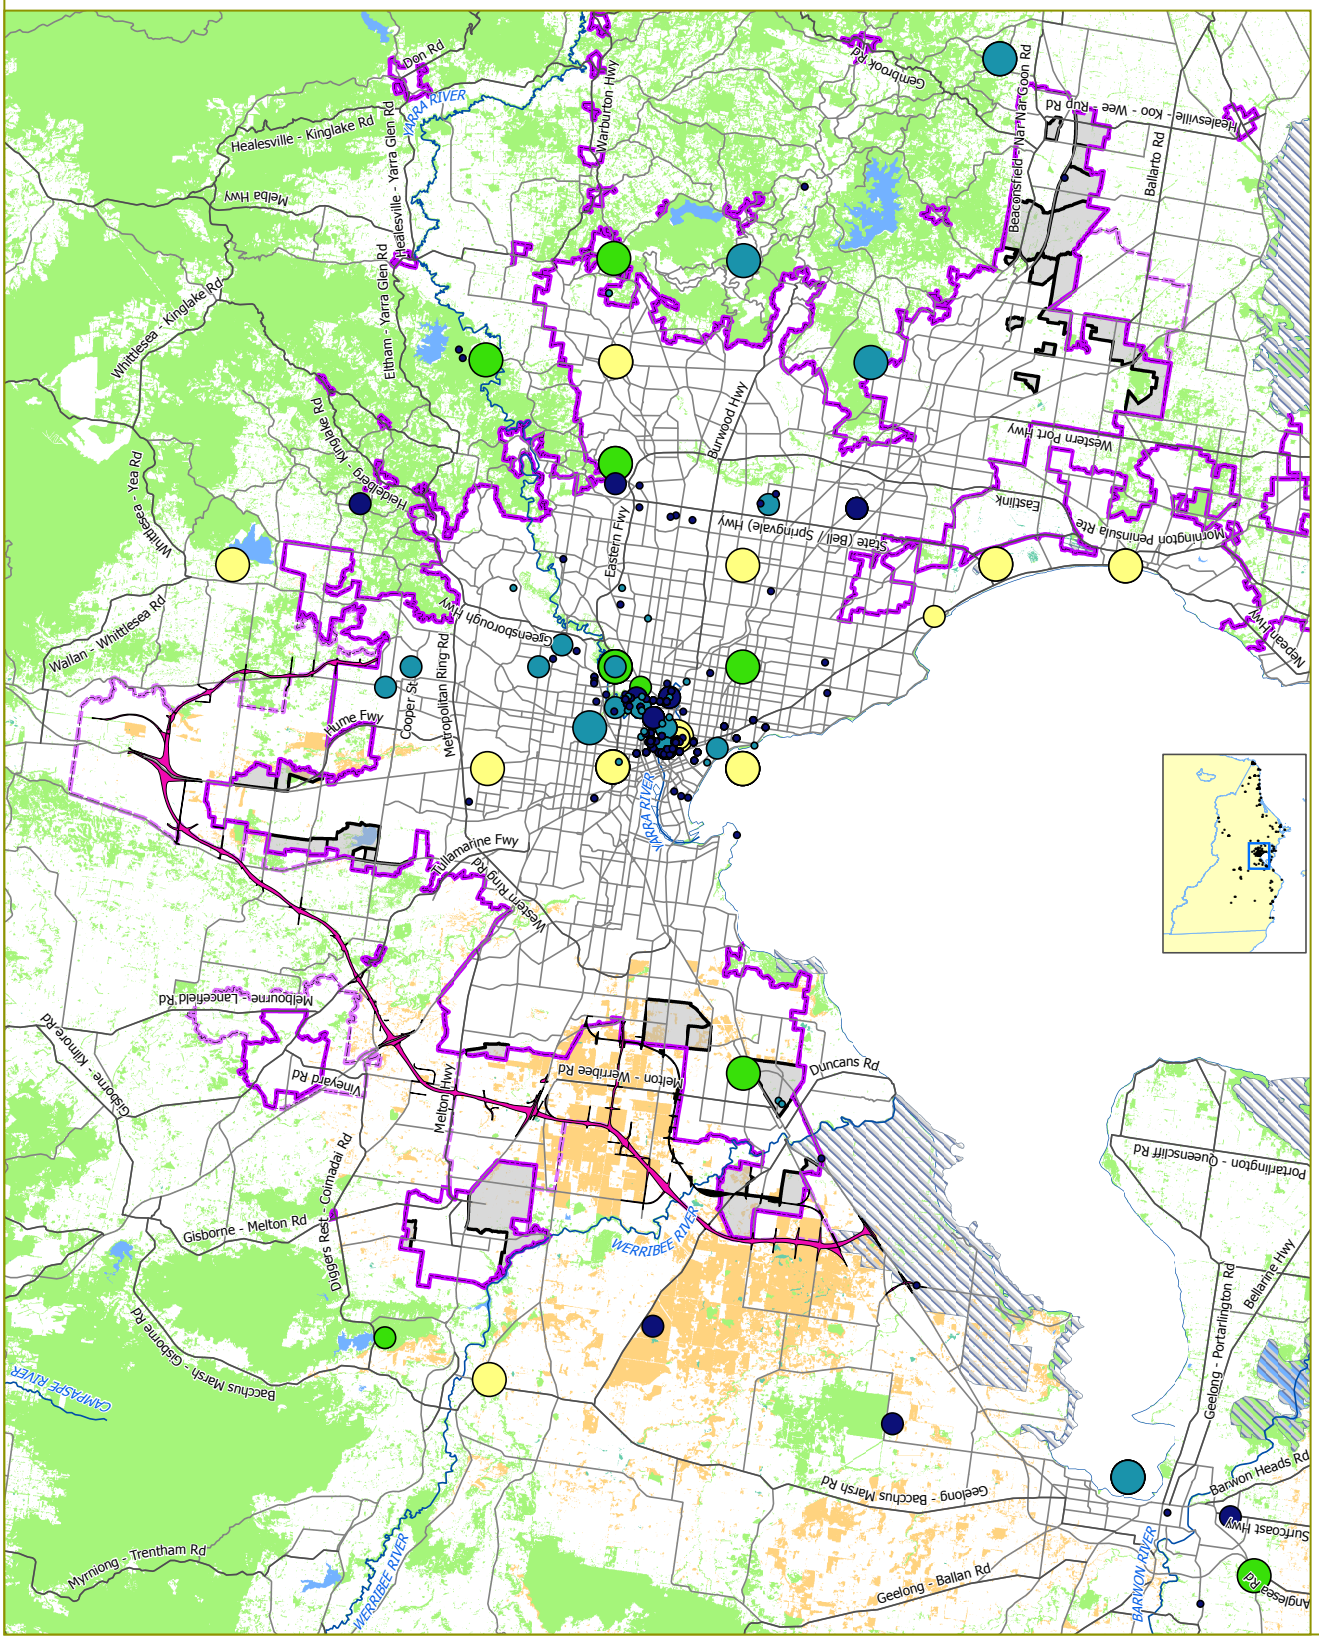 Don Rd
YARRA RIVER
Warburton Hwy
Gembrook Rd
Beaconsfield - Nar Nar Goon Rd
Healesville - Koo - Wee - Rup Rd
Healesville - Kinglake Rd
Healesville - Yarra Glen Rd
Ballarto Rd
Melba Hwy
Eltham - Yarra Glen Rd
Whittlesea - Kinglake Rd
Burwood Hwy
Heidelberg - Kinglake Rd
Western Port Hwy
Whittlesea - Yea Rd
Eastlink
State (Bell / Springvale) Hwy
Mornington Peninsula Rte
Eastern Fwy
Greensborough Hwy
Wallan - Whittlesea Rd
Nepean Hwy
Metropolitan Ring Rd
Cooper St
Hume Fwy
YARRA RIVER
Tullamarine Fwy
Western Ring Rd
Melbourne - Lancefield Rd
Gisborne - Kilmore Rd
Vineyard Rd
Melton - Werribee Rd
Duncans Rd
Melton Hwy
Portarlington - Queenscliff Rd
Diggers Rest - Coimadai Rd
Gisborne - Melton Rd
WERRIBEE RIVER
Bellarine Hwy
Geelong - Portarlington Rd
Bacchus Marsh - Gisborne Rd
CAMPASPE RIVER
Barwon Heads Rd
Geelong - Bacchus Marsh Rd
Surfcoast Hwy
Myrniong - Trentham Rd
WERRIBEE RIVER
Geelong - Ballan Rd
BARWON RIVER
Anglesea Rd